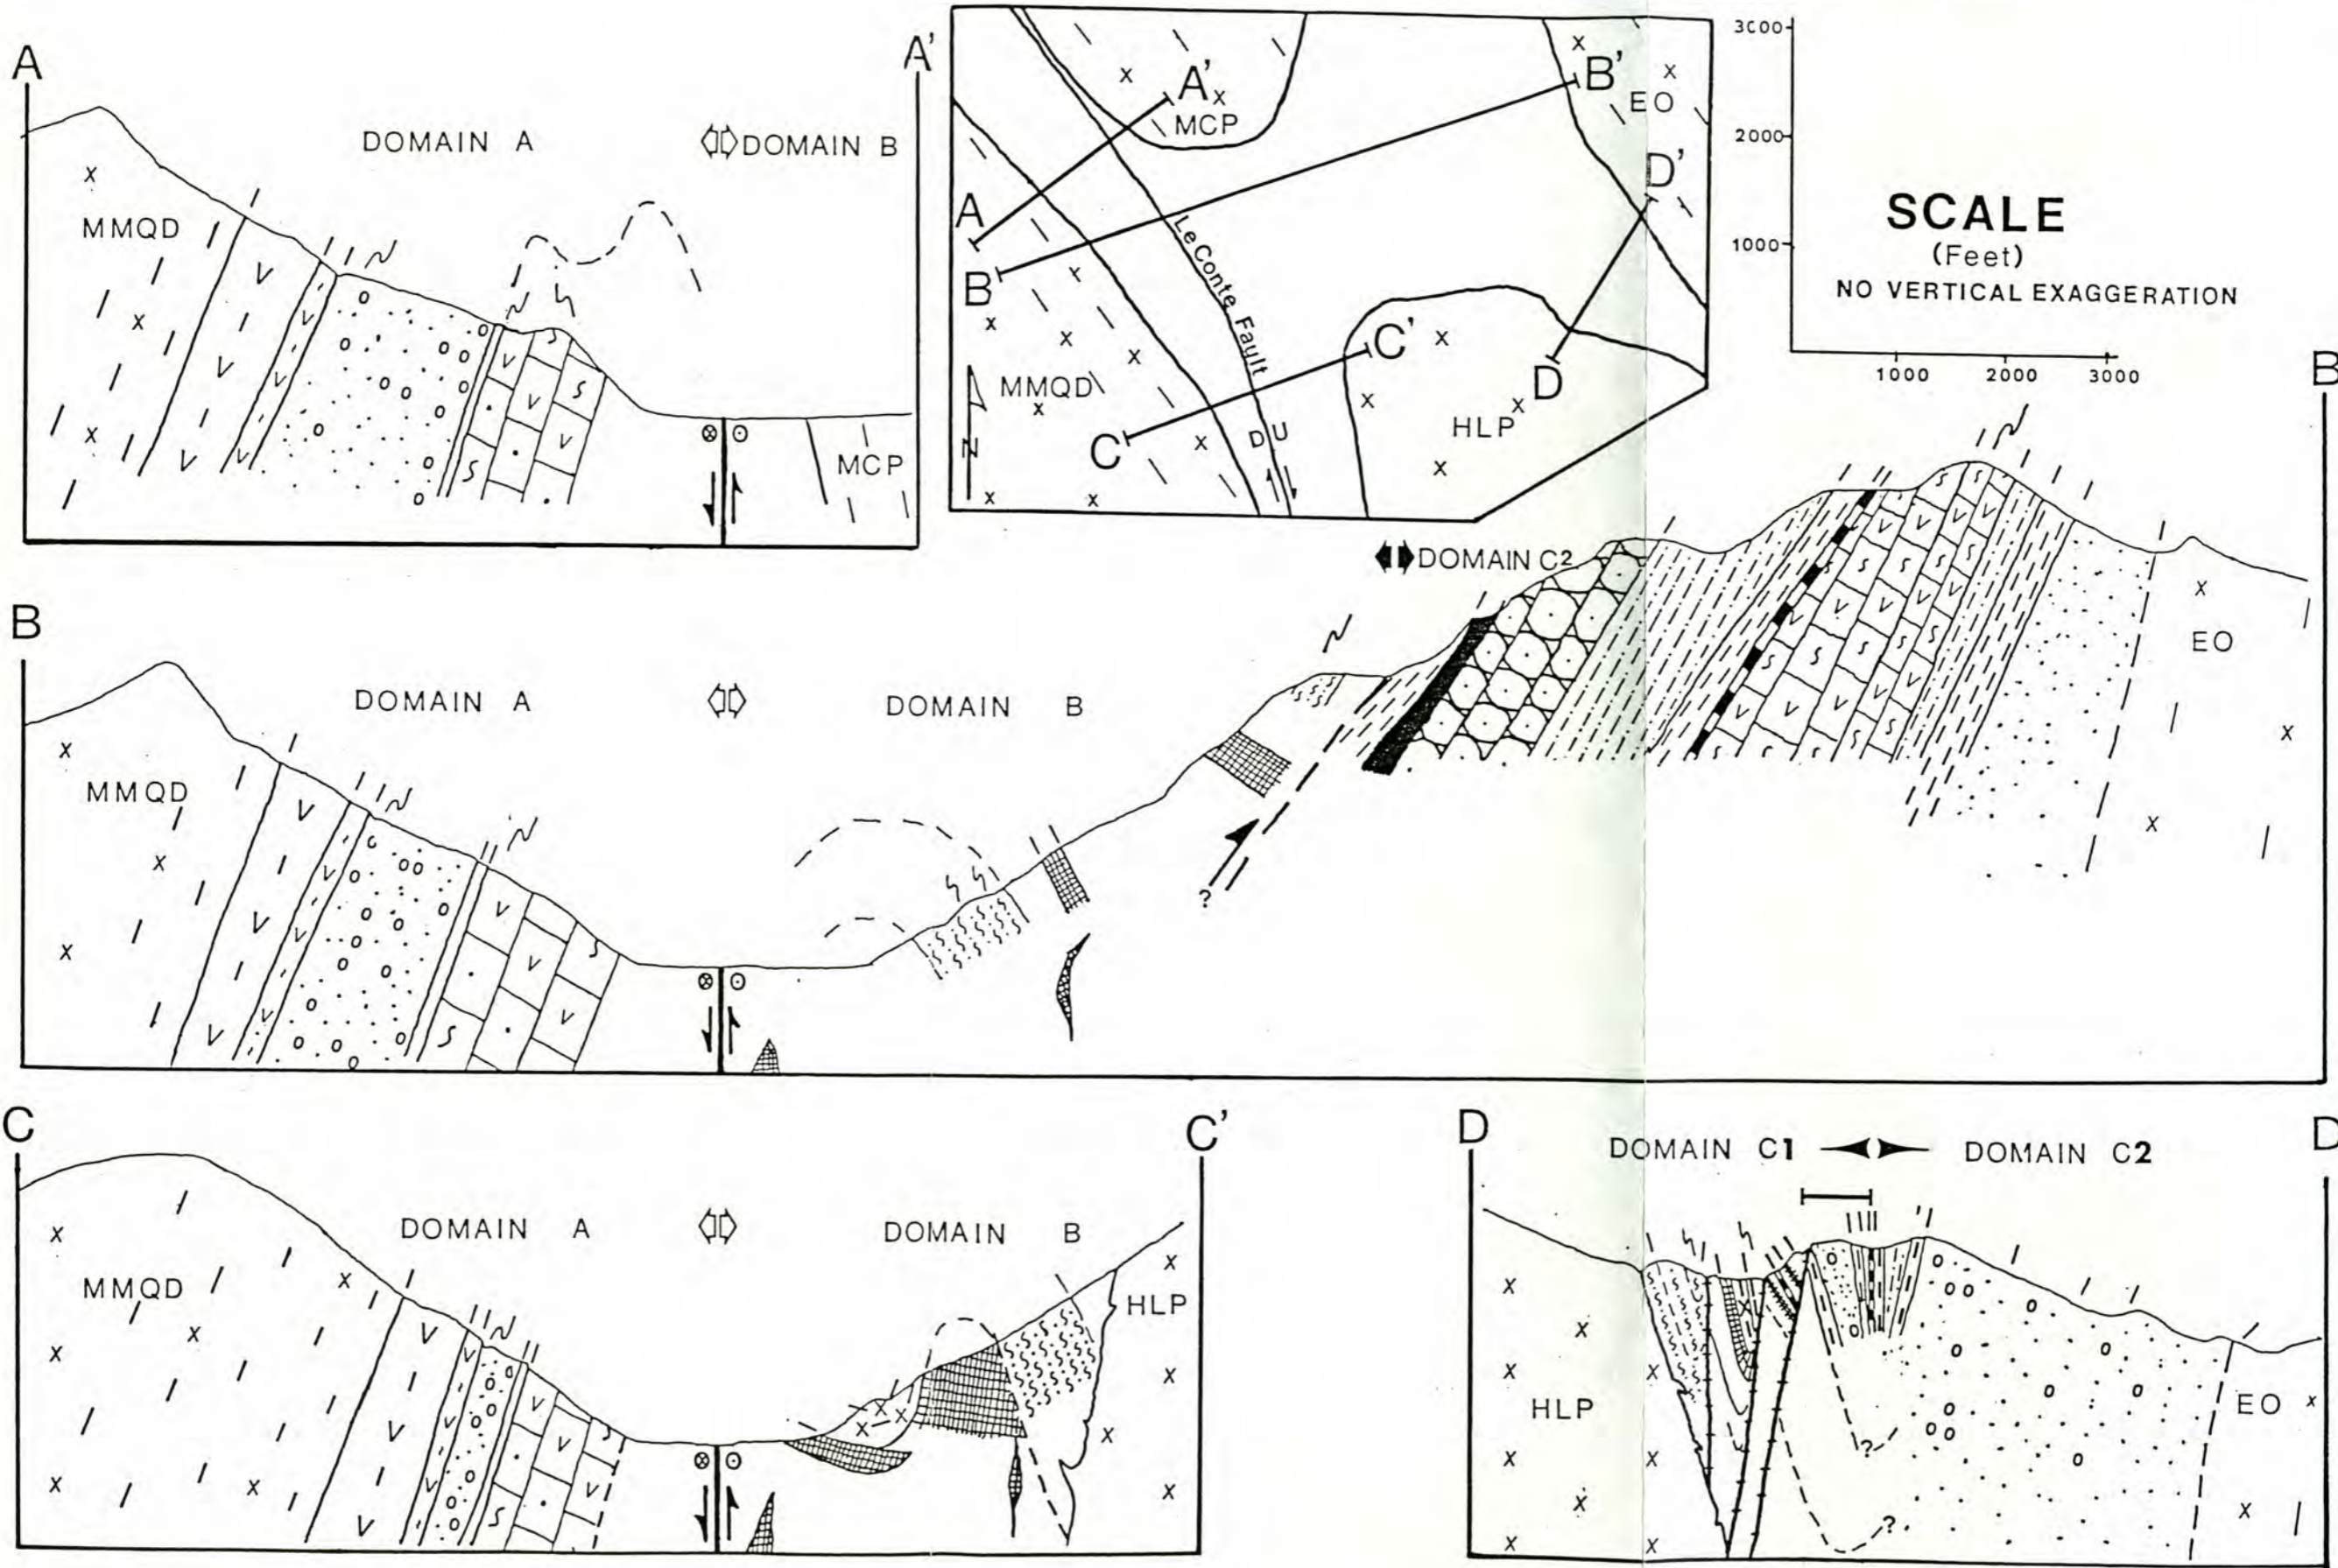 A
A'
DOMAIN A
DOMAIN B
MMQD
MCP
A'
MCP
B'
EO
D'
A
B
LeConte Fault
C'
D
MMQD
HLP
C
D U
N
3000
2000
1000
SCALE
(Feet)
NO VERTICAL EXAGGERATION
1000 2000 3000
B
B
DOMAIN C2
DOMAIN A
DOMAIN B
MMQD
EO
?
C
C'
DOMAIN A
DOMAIN B
MMQD
HLP
D
D
DOMAIN C1
DOMAIN C2
HLP
EO
?
?